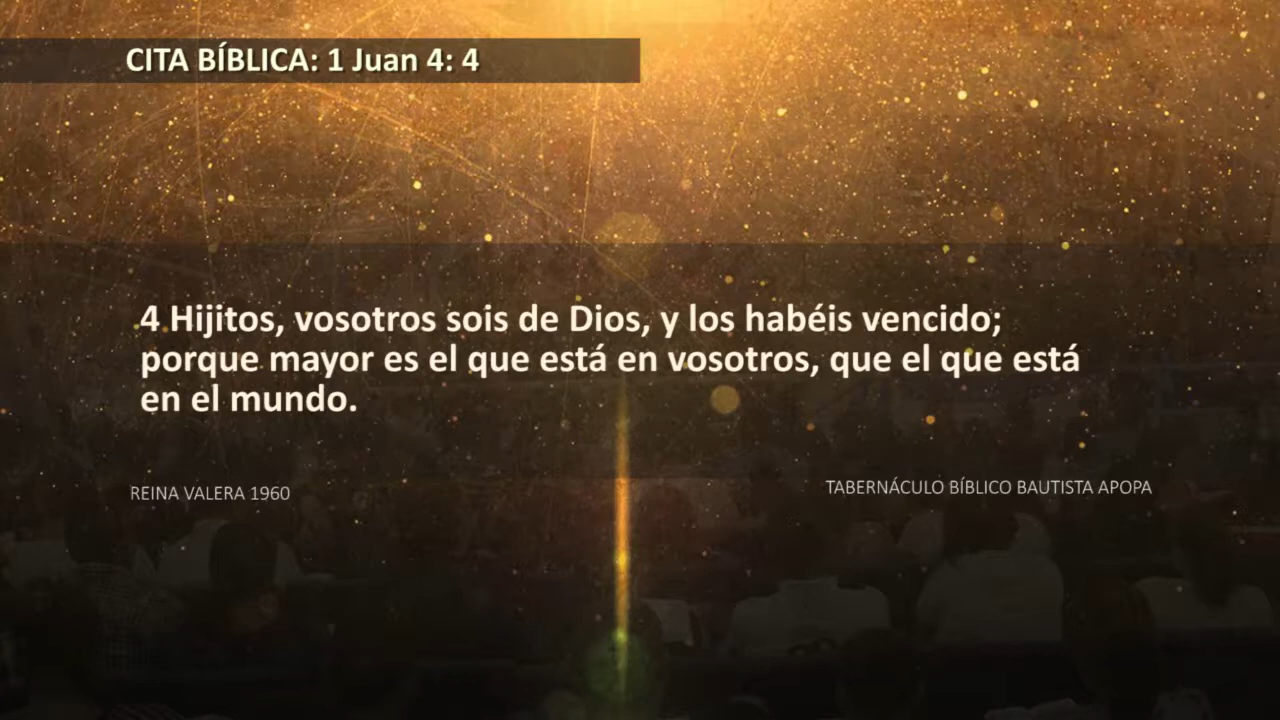 CITA BÍBLICA: 1 Juan 4: 4
4 Hijitos, vosotros sois de Dios, y los habéis vencido;
porque mayor es el que está en vosotros, que el que está
en el mundo.
REINA VALERA 1960
TABERNÁCULO BÍBLICO BAUTISTA APOPA